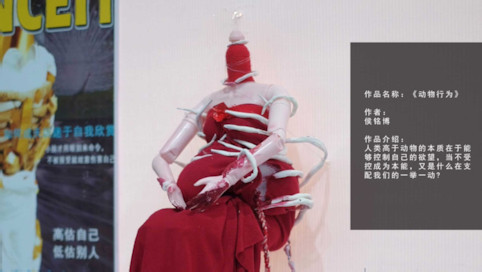 NCEIT
于自我欣赏
高估自己
低估别人
作品名称：《动物行为》
作者：
侯铭博
作品介绍：
人类高于动物的本质在于能
够控制自己的欲望，当不受
控成为本能，又是什么在支
配我们的一举一动？